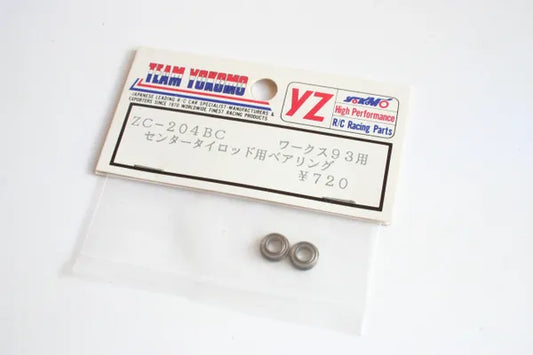 TEAM YOKOMO
JAPANESE LEADING R C CAR SPECIALIST-MANUFACTURERS &
EXPORTERS SINCE 1970 WORLDWIDE FINEST RACING PRODUCTS
YZ
YOKOMO
High Performance
R/C Racing Parts
ZC-204BC ワークス93用
センタータイロッド用ベアリング
¥720